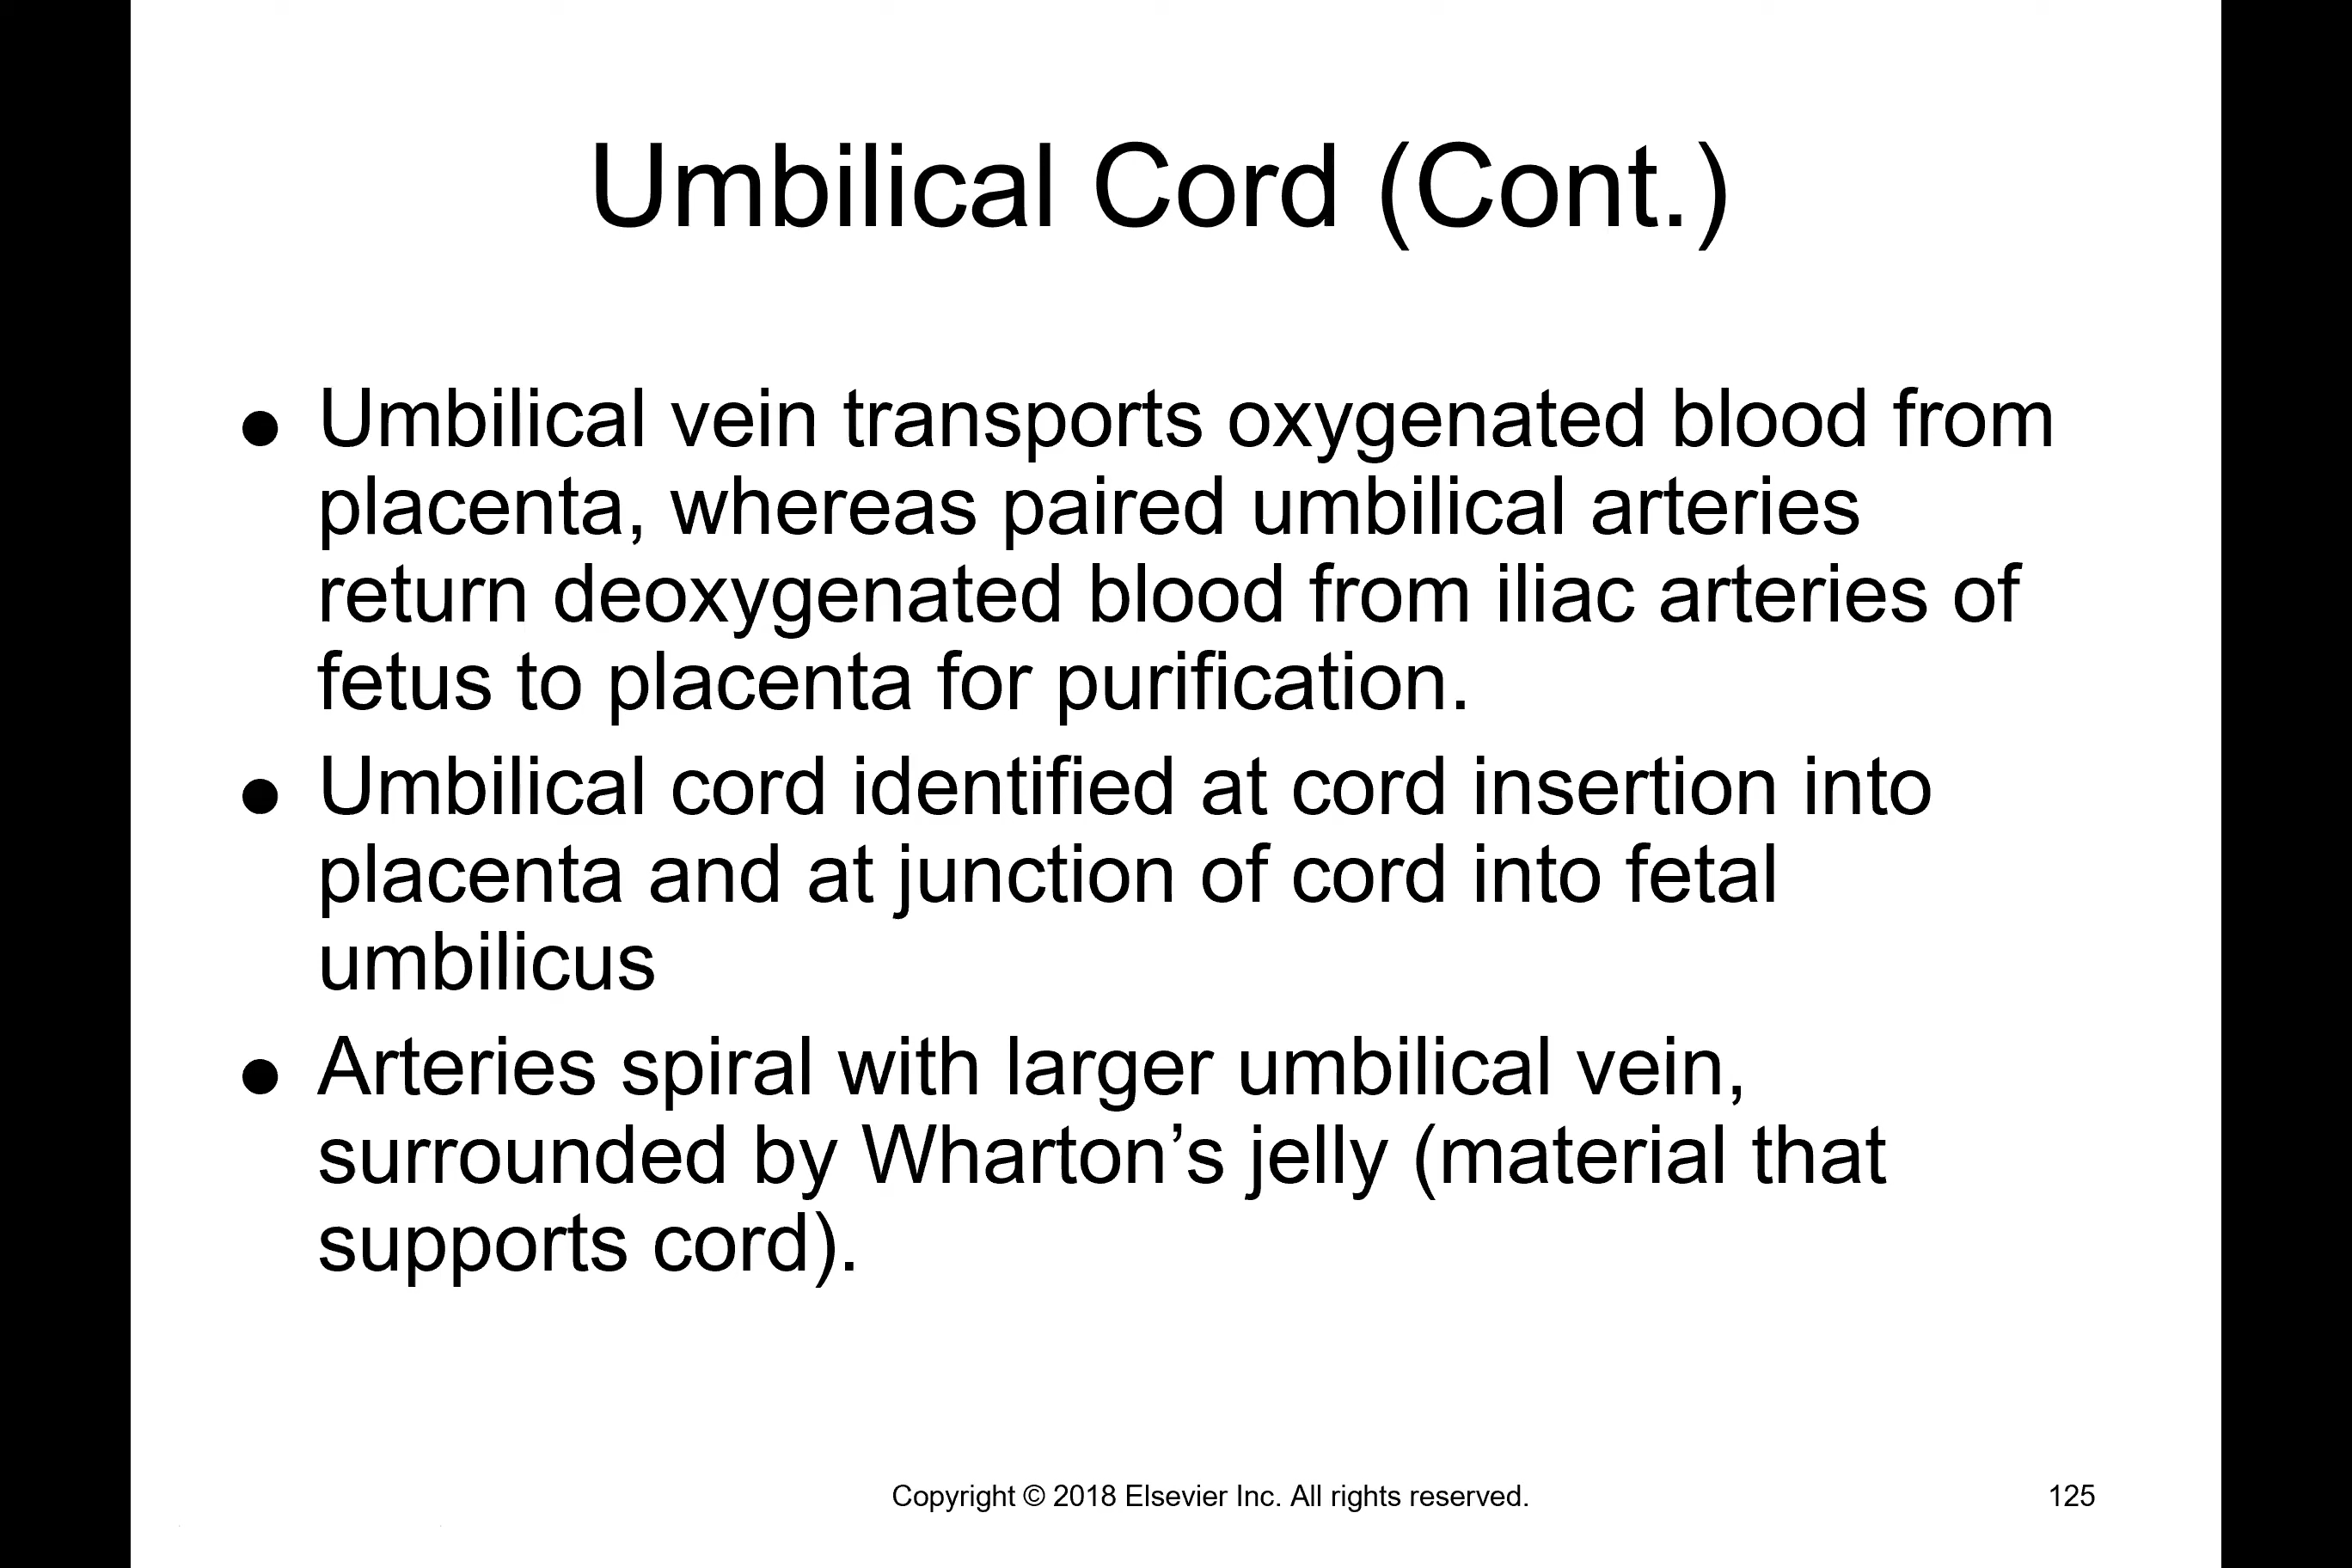 Umbilical Cord (Cont.)
● Umbilical vein transports oxygenated blood from
placenta, whereas paired umbilical arteries
return deoxygenated blood from iliac arteries of
fetus to placenta for purification.
● Umbilical cord identified at cord insertion into
placenta and at junction of cord into fetal
umbilicus
● Arteries spiral with larger umbilical vein,
surrounded by Wharton’s jelly (material that
supports cord).
Copyright © 2018 Elsevier Inc. All rights reserved.
125